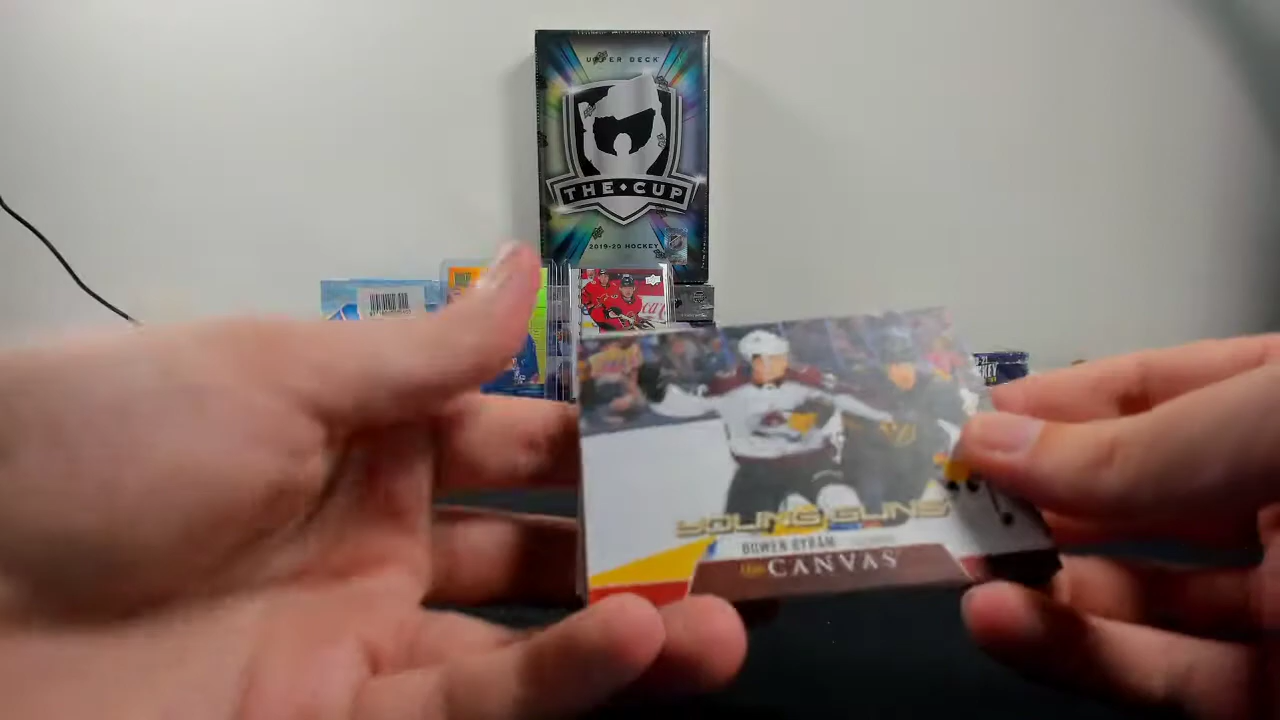 UPPER DECK
THE CUP
2019-20 HOCKEY
YOUNG GUNS
BOWEN BYRAM
CANVAS